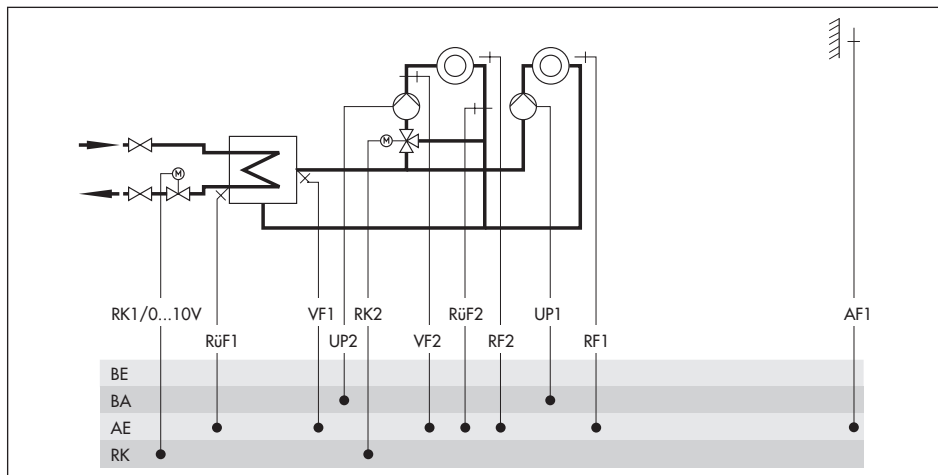 M
M
RK1/0...10V VF1 RK2 RüF2 UP1 AF1
RüF1 UP2 VF2 RF2 RF1
BE
BA
AE
RK